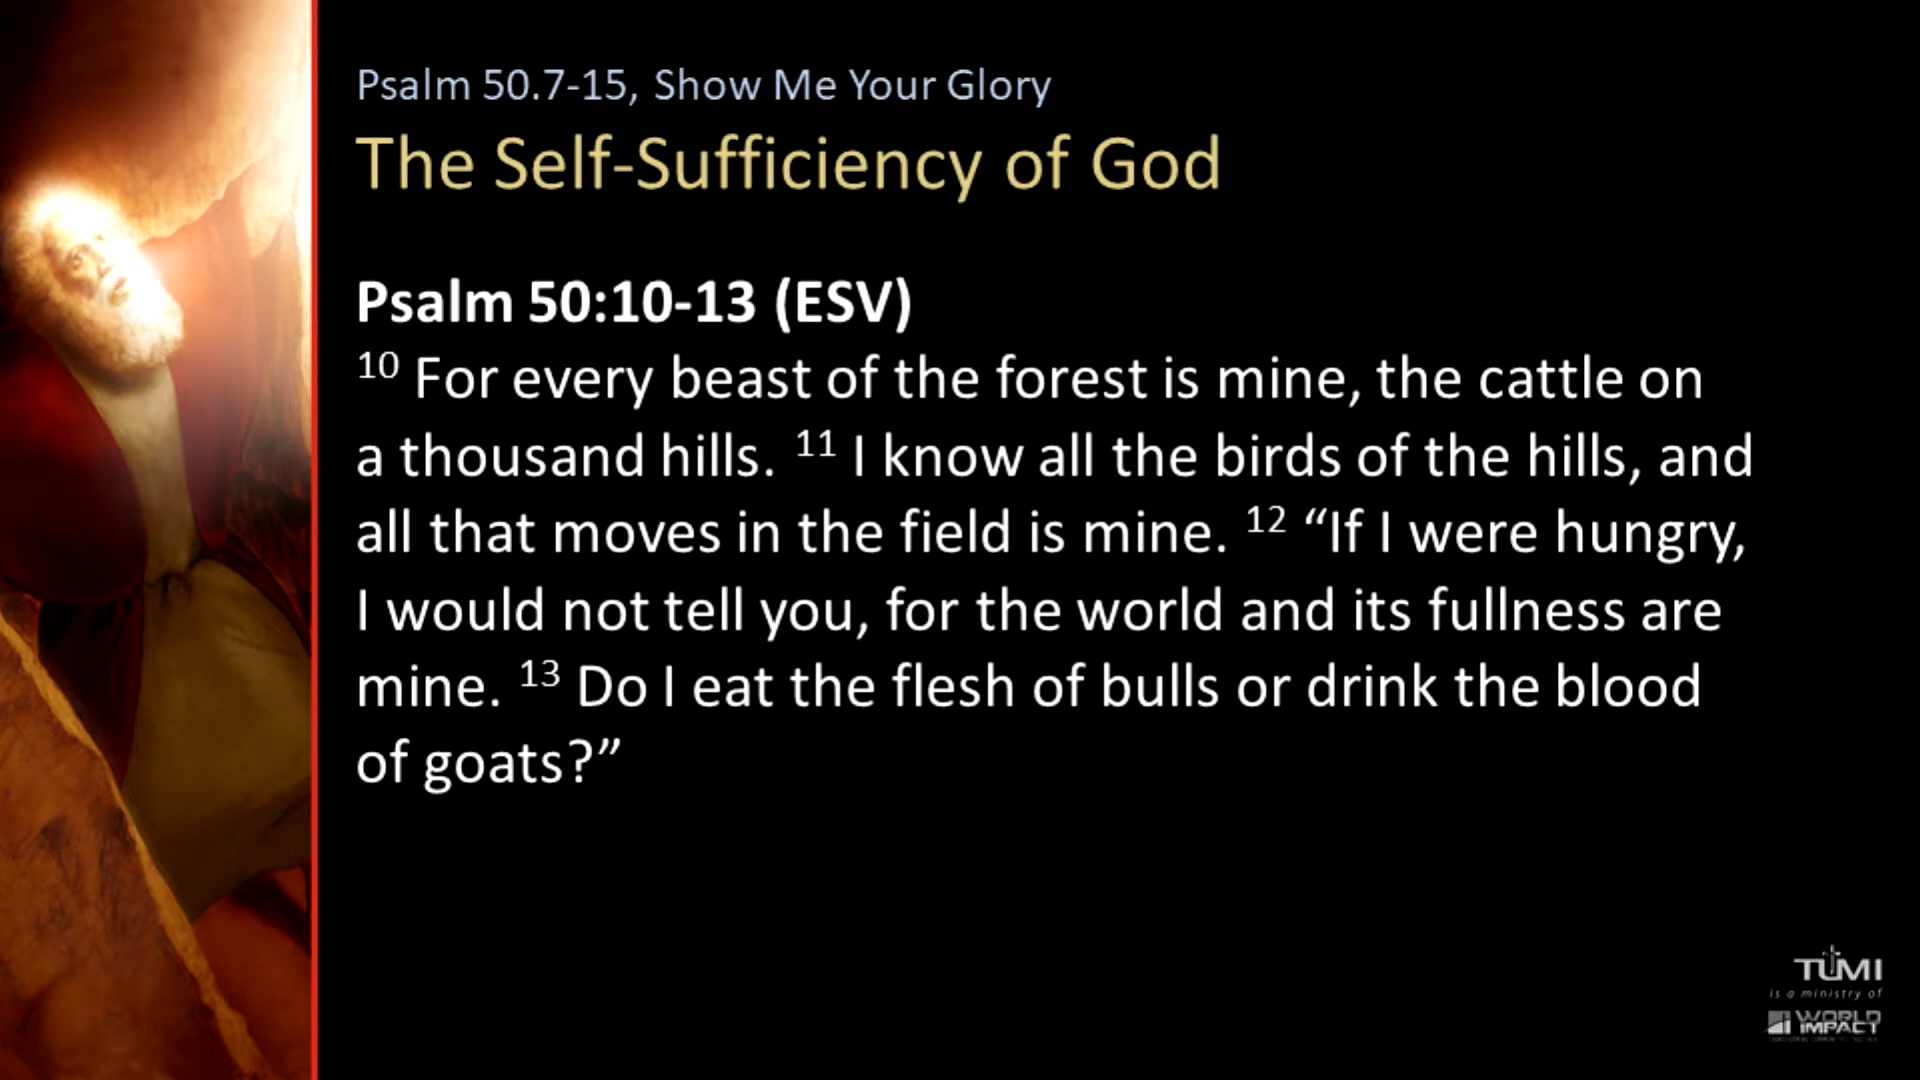 Psalm 50.7-15, Show Me Your Glory
The Self-Sufficiency of God
Psalm 50:10-13 (ESV)
10 For every beast of the forest is mine, the cattle on
a thousand hills. 11 I know all the birds of the hills, and
all that moves in the field is mine. 12 “If I were hungry,
I would not tell you, for the world and its fullness are
mine. 13 Do I eat the flesh of bulls or drink the blood
of goats?”
TUMI
is a ministry of
WORLD
IMPACT